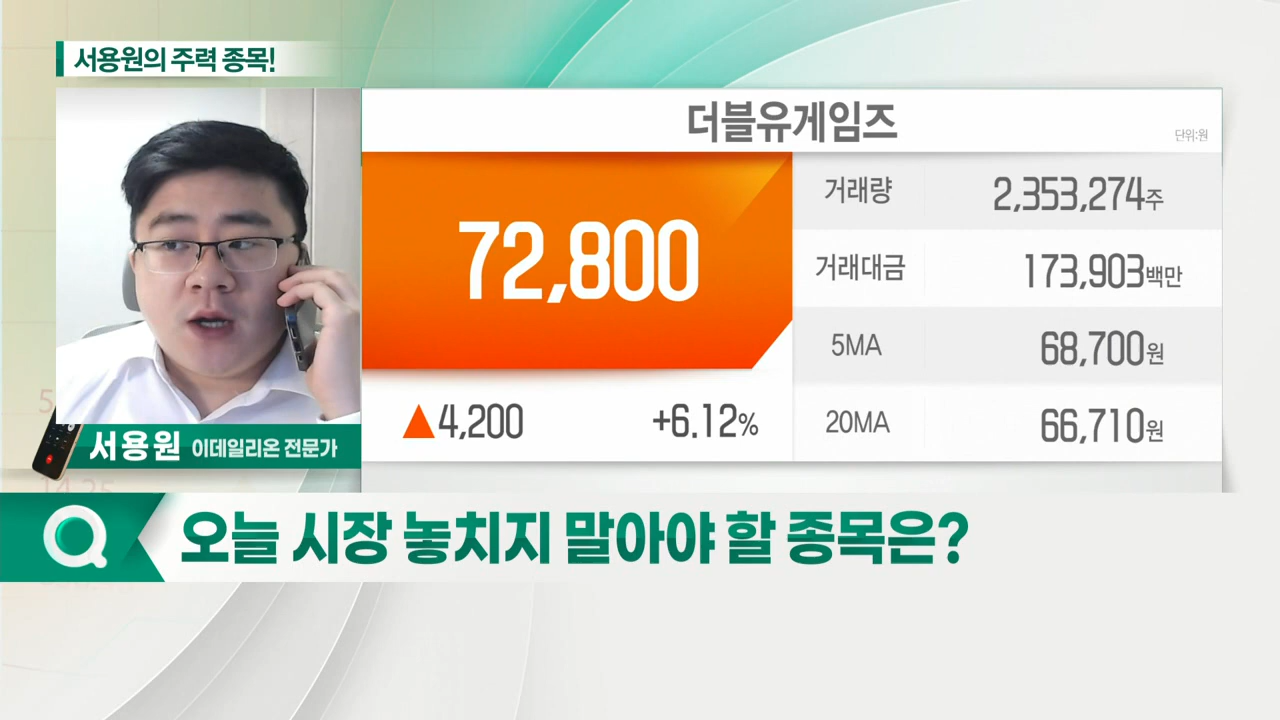 서용원의 주력 종목!
더블유게임즈
단위:원
72,800
▲4,200 +6.12%
거래량 2,353,274주
거래대금 173,903백만
5MA 68,700원
20MA 66,710원
서용원 이데일리온 전문가
오늘 시장 놓치지 말아야 할 종목은?